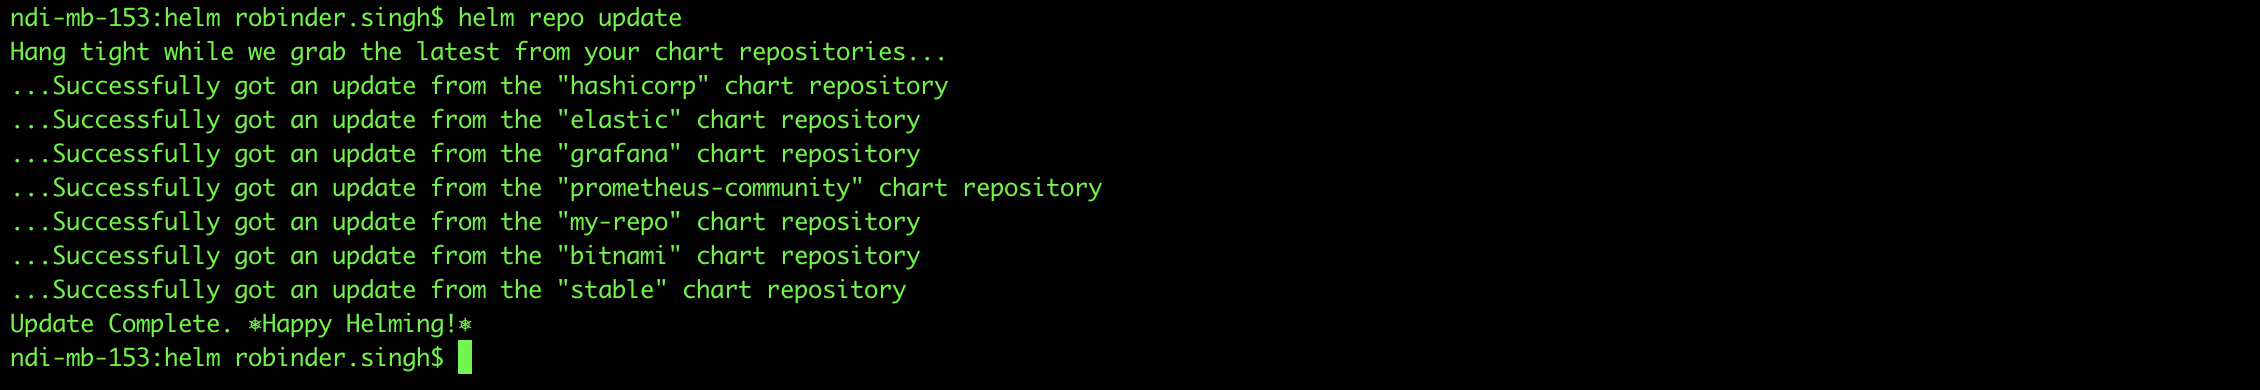 ndi-mb-153:helm robinder.singh$ helm repo update
Hang tight while we grab the latest from your chart repositories...
...Successfully got an update from the "hashicorp" chart repository
...Successfully got an update from the "elastic" chart repository
...Successfully got an update from the "grafana" chart repository
...Successfully got an update from the "prometheus-community" chart repository
...Successfully got an update from the "my-repo" chart repository
...Successfully got an update from the "bitnami" chart repository
...Successfully got an update from the "stable" chart repository
Update Complete. ⎈Happy Helming!⎈
ndi-mb-153:helm robinder.singh$